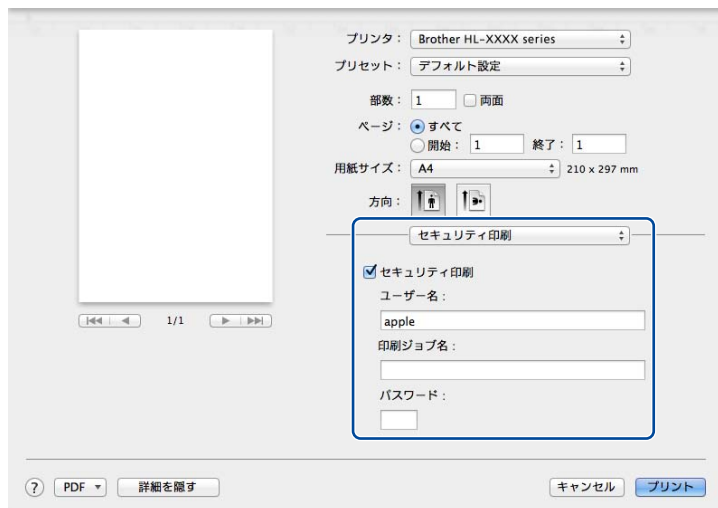 プリンタ： Brother HL-XXXX series
プリセット： デフォルト設定
部数： 1 両面
ページ： すべて
開始： 1 終了： 1
用紙サイズ： A4 210 x 297 mm
方向：
セキュリティ印刷
セキュリティ印刷
ユーザー名：
apple
印刷ジョブ名：
パスワード：
1/1
? PDF 詳細を隠す キャンセル プリント